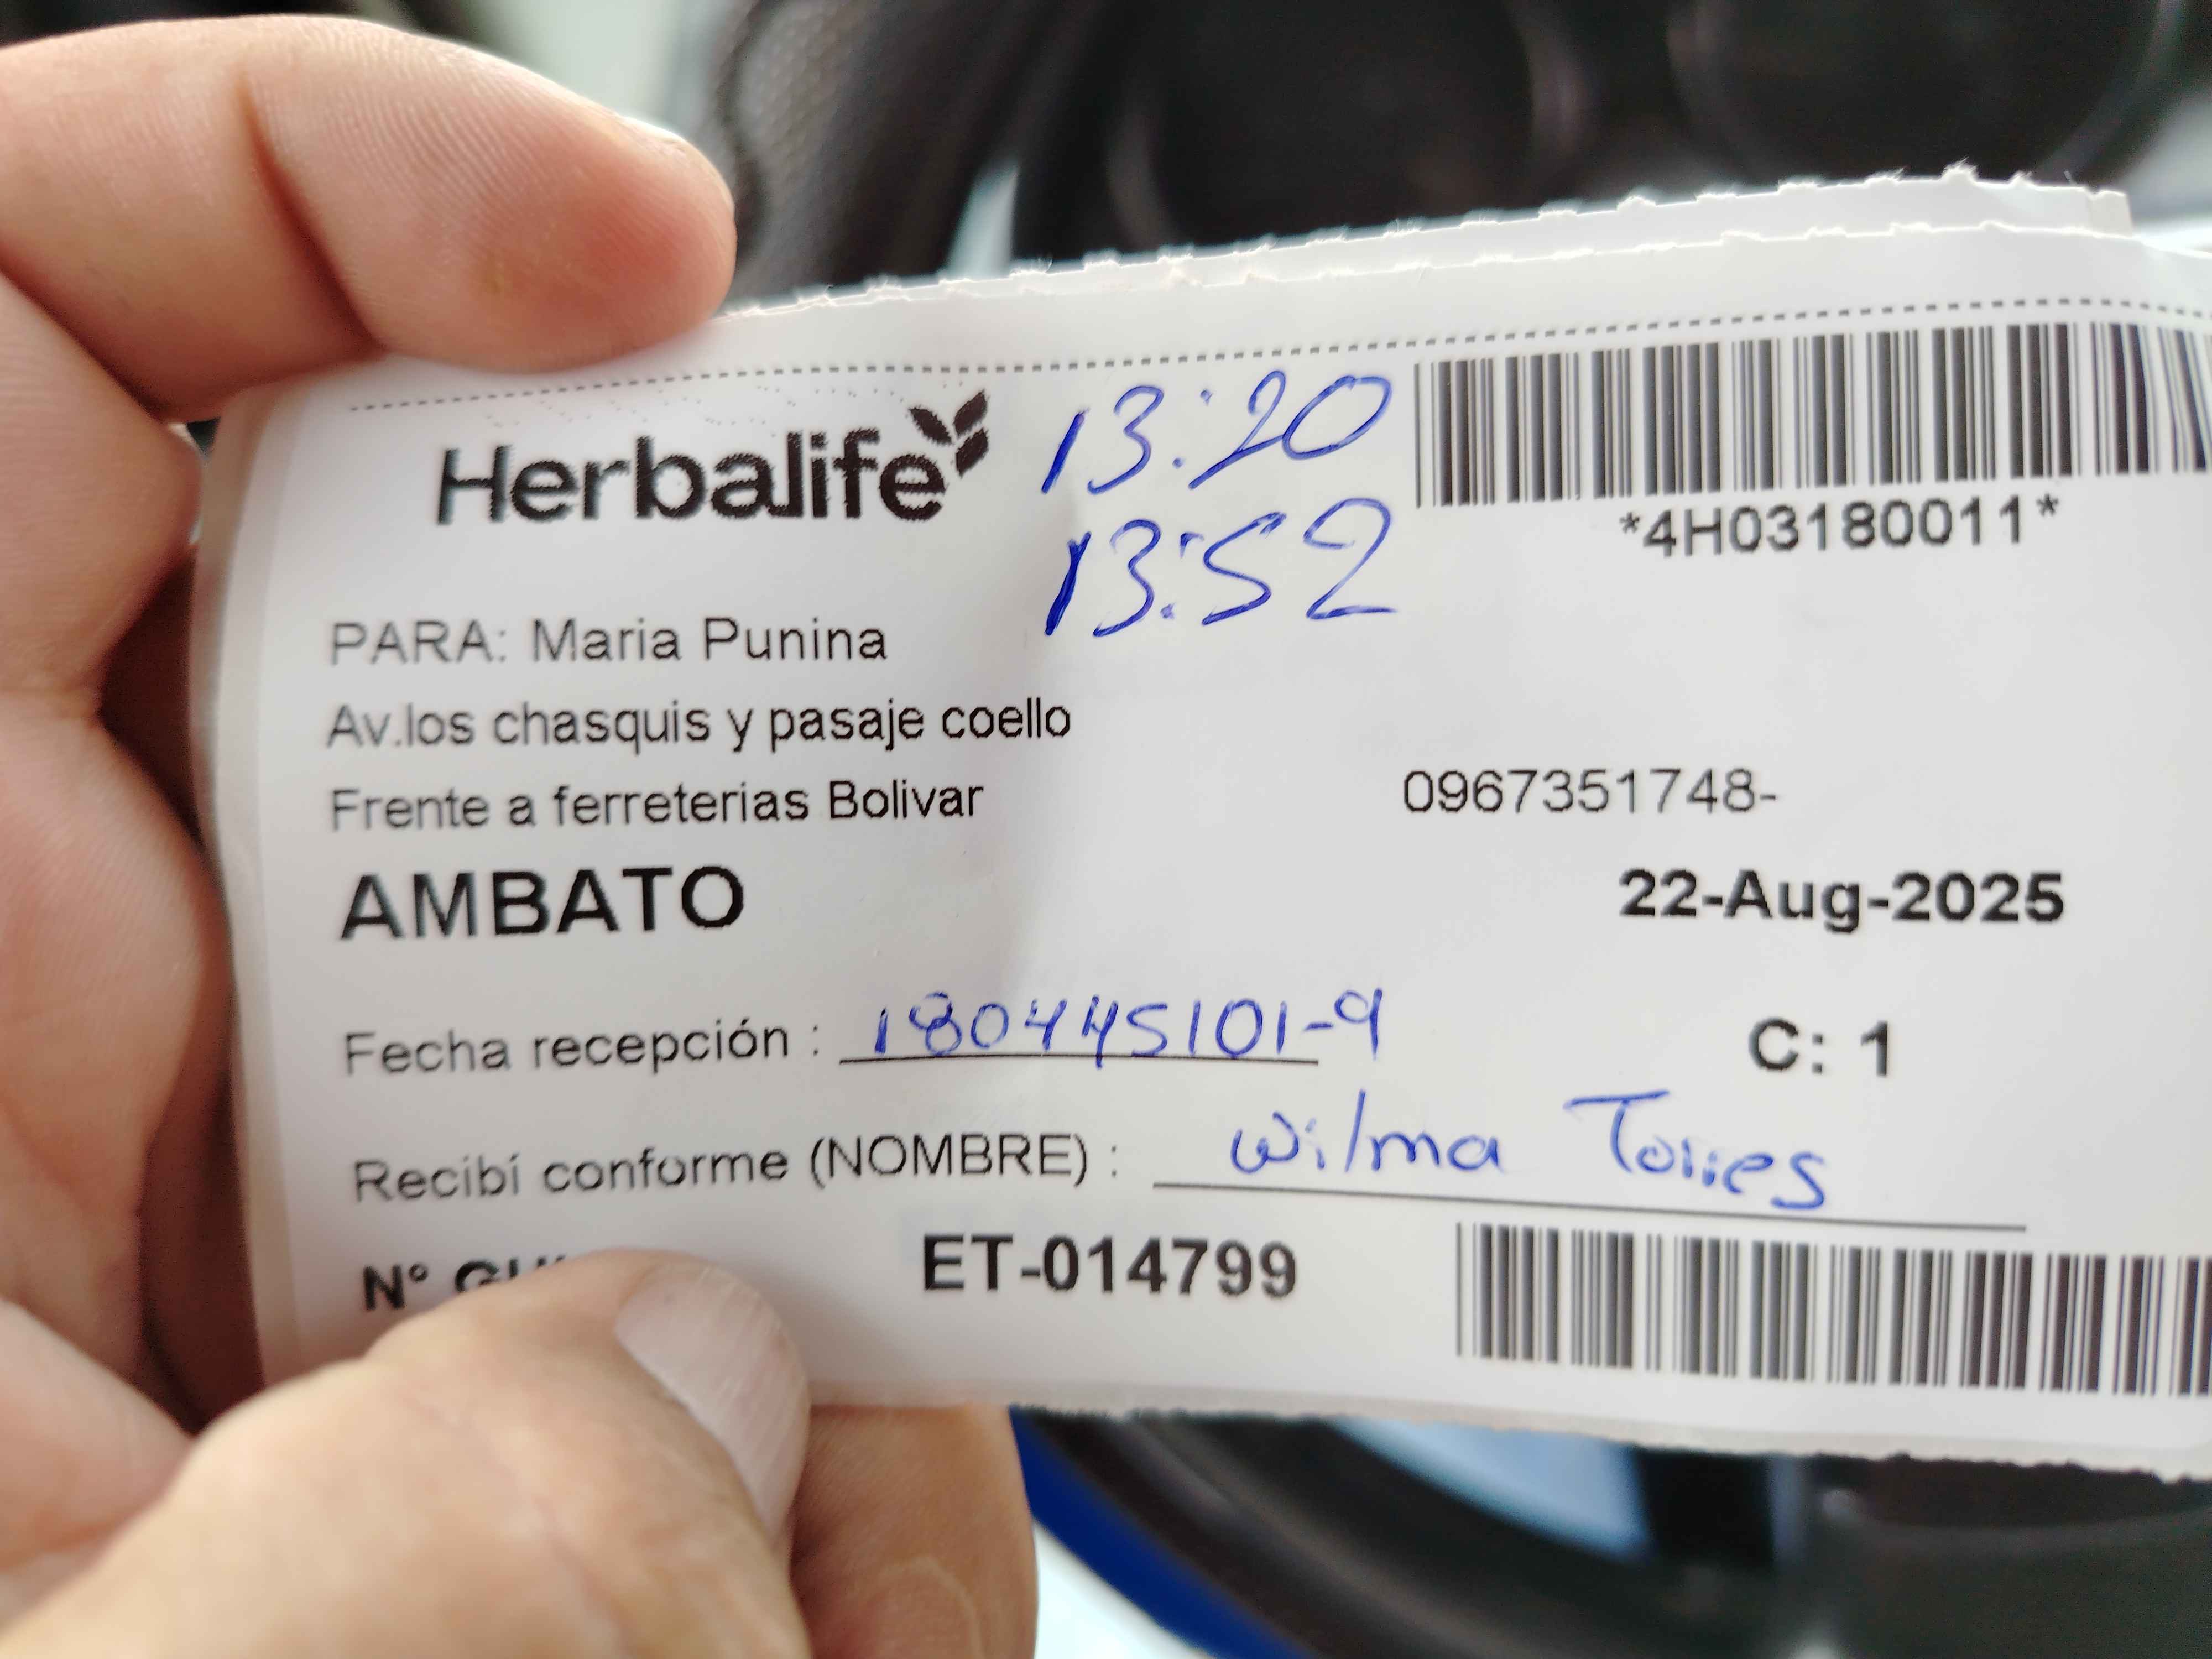 Herbalife
13:20
13:52
*4H03180011*
PARA: Maria Punina
Av.los chasquis y pasaje coello
Frente a ferreterias Bolivar
0967351748-
AMBATO
22-Aug-2025
Fecha recepción : 180445101-9
C: 1
Recibí conforme (NOMBRE) : Wilma Torres
N° ET-014799